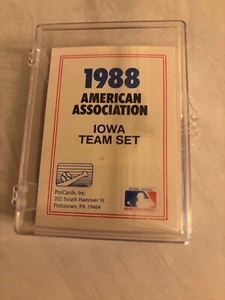 1988
AMERICAN
ASSOCIATION
IOWA
TEAM SET
ProCards, Inc.
202 South Hanover St.
Pottstown, PA 19464